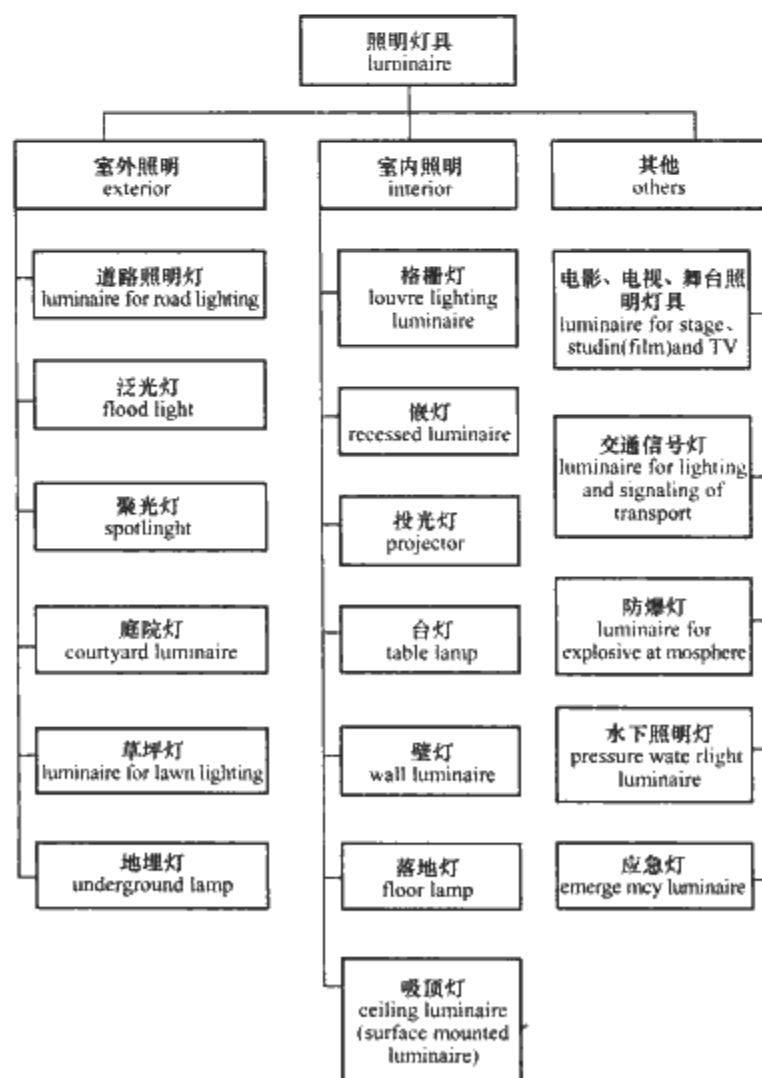 照明灯具
luminaire
室外照明
exterior
道路照明灯
luminaire for road lighting
泛光灯
flood light
聚光灯
spotlinght
庭院灯
courtyard luminaire
草坪灯
luminaire for lawn lighting
地埋灯
underground lamp
室内照明
interior
格栅灯
louvre lighting
luminaire
嵌灯
recessed luminaire
投光灯
projector
台灯
table lamp
壁灯
wall luminaire
落地灯
floor lamp
吸顶灯
ceiling luminaire
(surface mounted
luminaire)
其他
others
电影、电视、舞台照
明灯具
luminaire for stage、
studin(film)and TV
交通信号灯
luminaire for lighting
and signaling of
transport
防爆灯
luminaire for
explosive at mosphere
水下照明灯
pressure wate rlight
luminaire
应急灯
emerge mcy luminaire